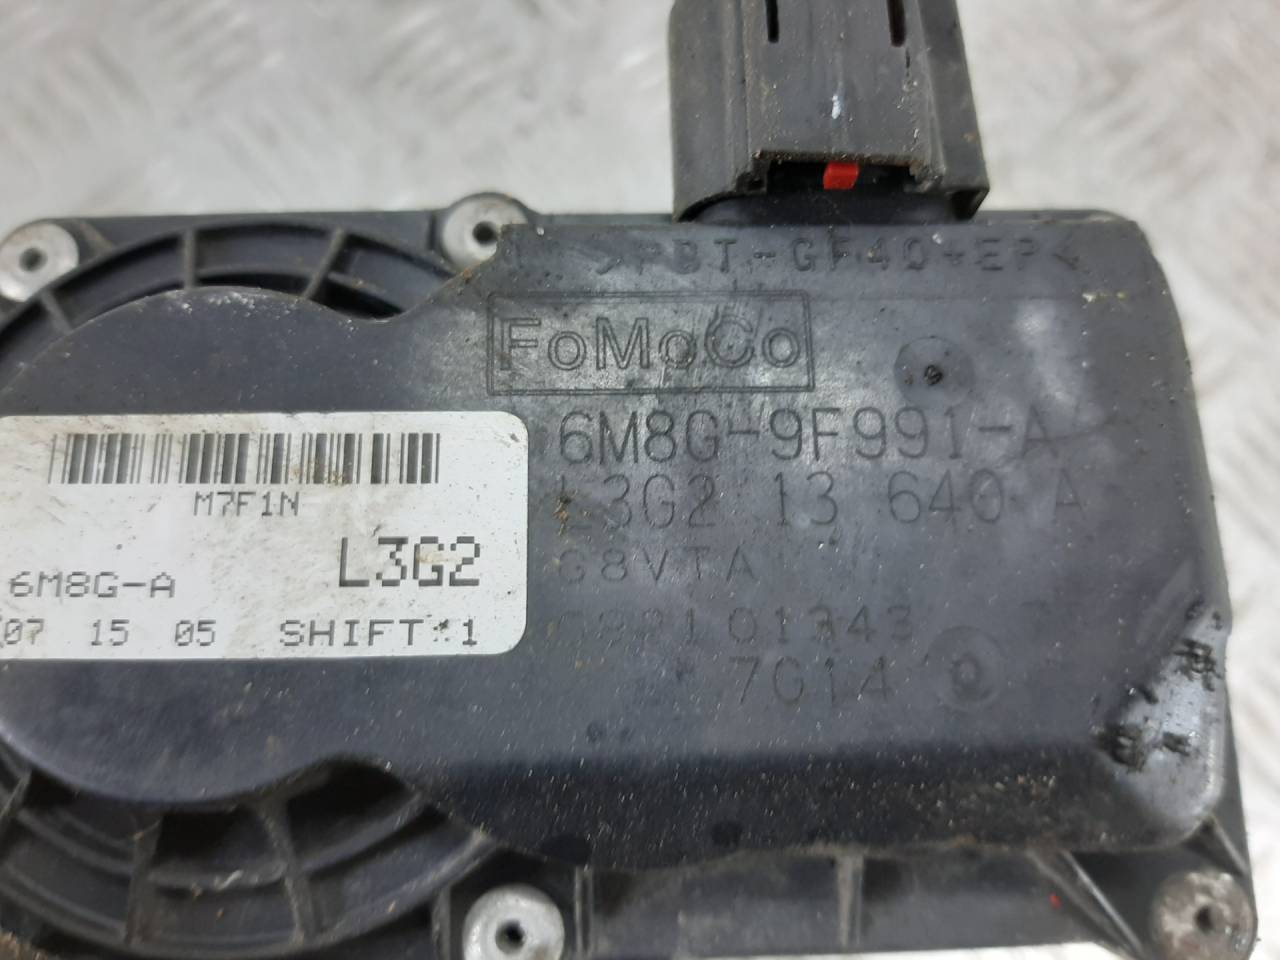 >PBT-GF40+EP<
FoMoCo
6M8G-9F991-A
L3G2 13 640 A
G8VTA
7G14
M7F1N
L3G2
6M8G-A
07 15 05 SHIFT:1